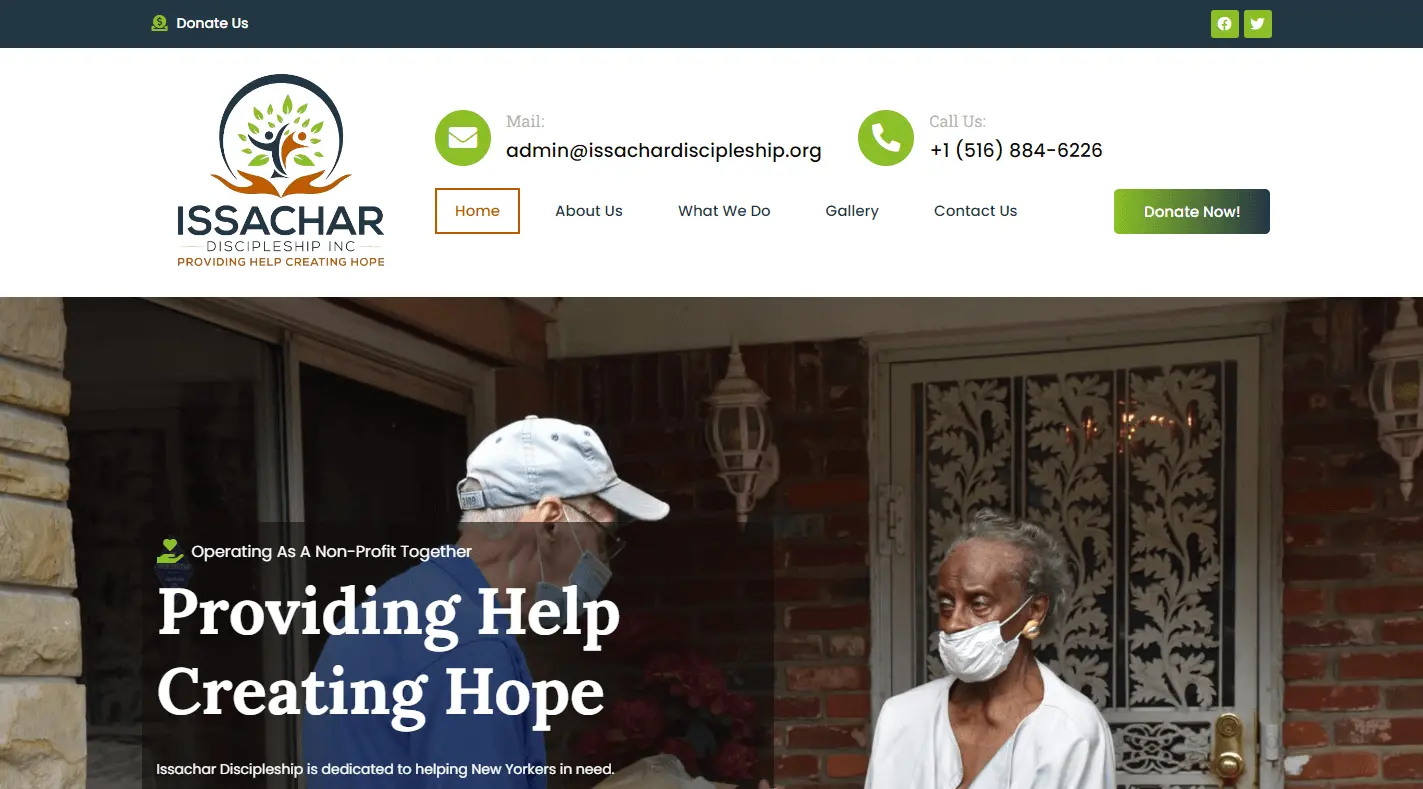 Donate Us
Mail:
admin@issachardiscipleship.org
Call Us:
+1 (516) 884-6226
ISSACHAR
DISCIPLESHIP INC
PROVIDING HELP CREATING HOPE
Home
About Us
What We Do
Gallery
Contact Us
Donate Now!
Operating As A Non-Profit Together
Providing Help
Creating Hope
Issachar Discipleship is dedicated to helping New Yorkers in need.